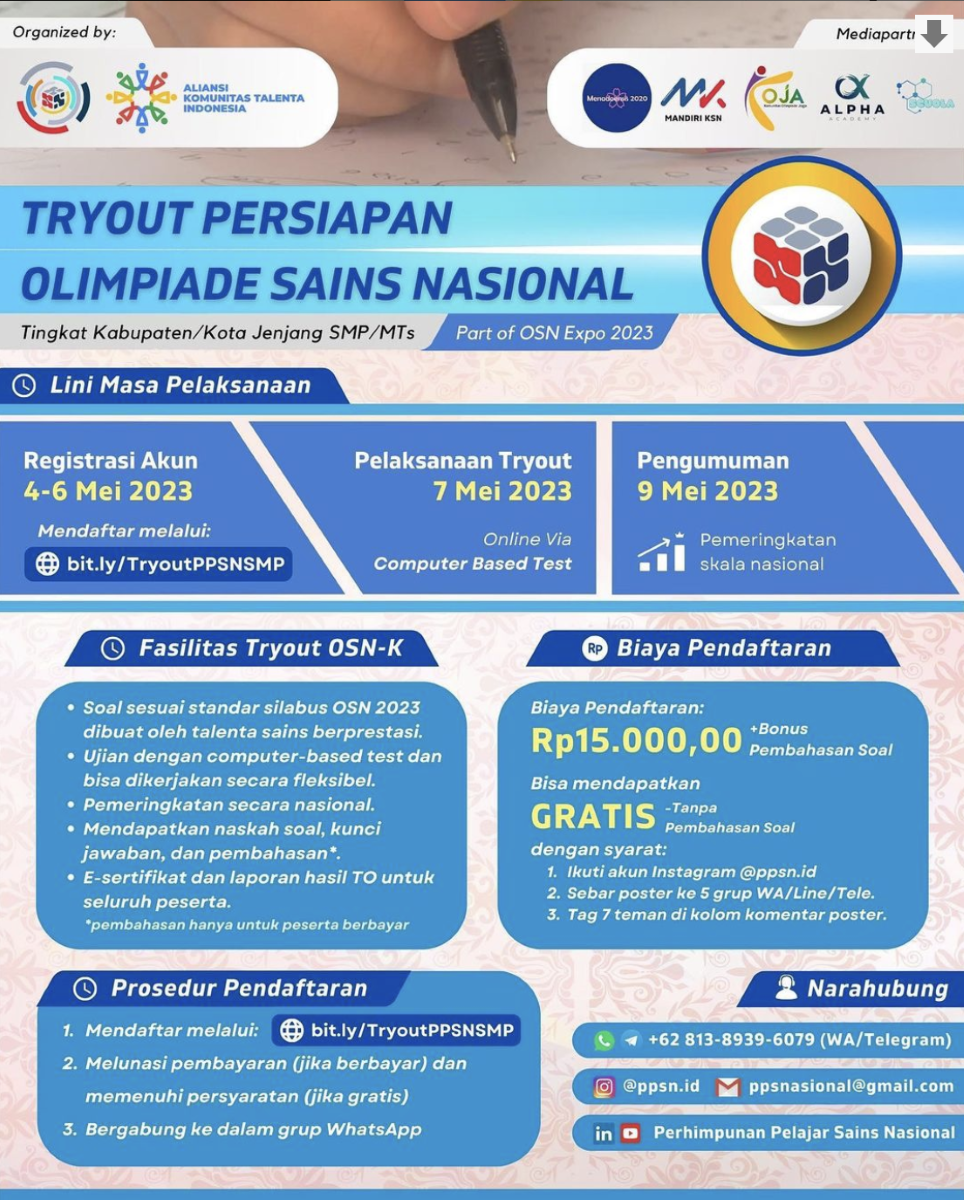 Organized by:
Mediapartn
ALIANSI
KOMUNITAS TALENTA
INDONESIA
2020
MANDIRI KSN
OJA
ALPHA
ACADEMY
SCUOLA
TRYOUT PERSIAPAN
OLIMPIADE SAINS NASIONAL
Tingkat Kabupaten/Kota Jenjang SMP/MTs
Part of OSN Expo 2023
Lini Masa Pelaksanaan
Registrasi Akun
4-6 Mei 2023
Mendaftar melalui:
bit.ly/TryoutPPSNSMP
Pelaksanaan Tryout
7 Mei 2023
Online Via
Computer Based Test
Pengumuman
9 Mei 2023
Pemeringkatan
skala nasional
Fasilitas Tryout OSN-K
• Soal sesuai standar silabus OSN 2023
dibuat oleh talenta sains berprestasi.
• Ujian dengan computer-based test dan
bisa dikerjakan secara fleksibel.
• Pemeringkatan secara nasional.
• Mendapatkan naskah soal, kunci
jawaban, dan pembahasan*.
• E-sertifikat dan laporan hasil TO untuk
seluruh peserta.
*pembahasan hanya untuk peserta berbayar
Rp Biaya Pendaftaran
Biaya Pendaftaran:
Rp15.000,00 +Bonus
Pembahasan Soal
Bisa mendapatkan
GRATIS -Tanpa
Pembahasan Soal
dengan syarat:
1. Ikuti akun Instagram @ppsn.id
2. Sebar poster ke 5 grup WA/Line/Tele.
3. Tag 7 teman di kolom komentar poster.
Prosedur Pendaftaran
1. Mendaftar melalui: bit.ly/TryoutPPSNSMP
2. Melunasi pembayaran (jika berbayar) dan
memenuhi persyaratan (jika gratis)
3. Bergabung ke dalam grup WhatsApp
Narahubung
+62 813-8939-6079 (WA/Telegram)
@ppsn.id ppsnasional@gmail.com
in Perhimpunan Pelajar Sains Nasional